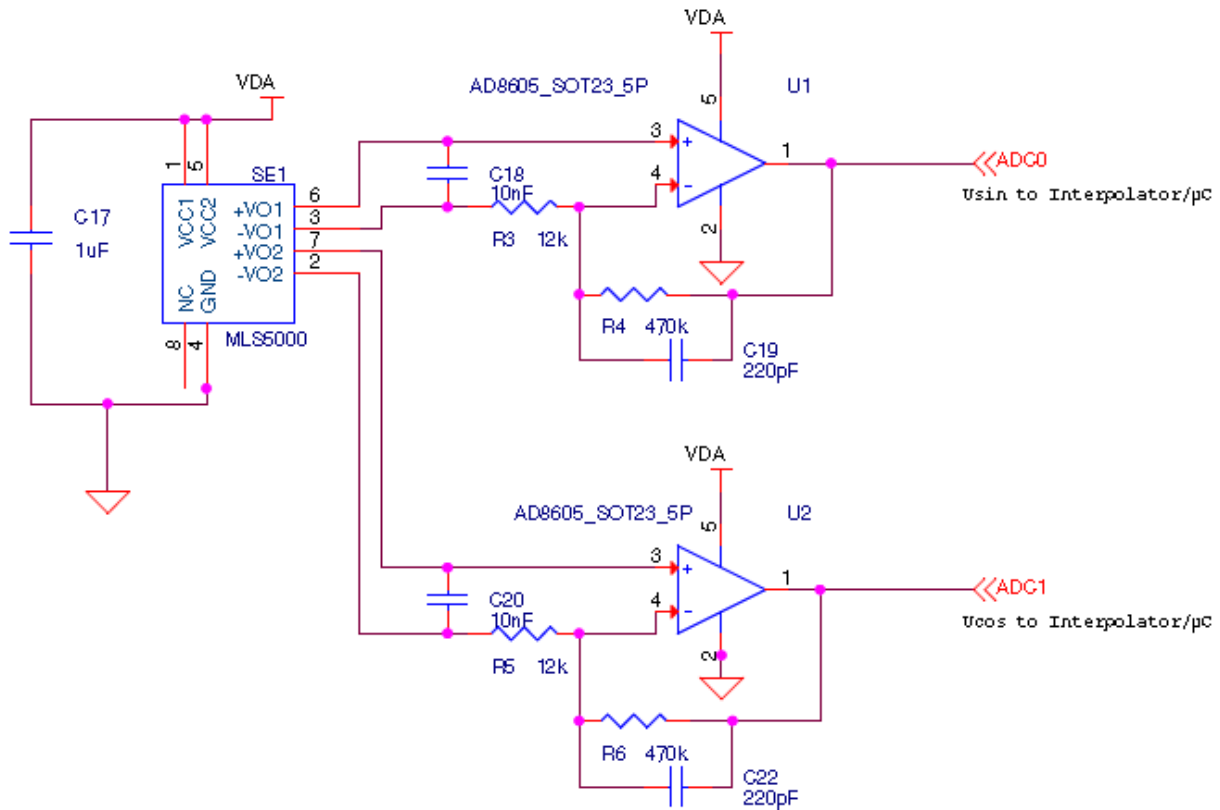 VDA
AD8605_SOT23_5P
U1
VDA
5
3
+
1
ADC0
4
-
2
Usin to Interpolator/µC
1
5
SE1
C17
1uF
VCC1
VCC2
+VO1
-VO1
+VO2
-VO2
6
3
7
2
NC
GND
8
4
MLS5000
C18
10nF
R3 12k
R4 470k
C19
220pF
VDA
AD8605_SOT23_5P
U2
5
3
+
1
ADC1
4
-
2
Ucos to Interpolator/µC
C20
10nF
R5 12k
R6 470k
C22
220pF